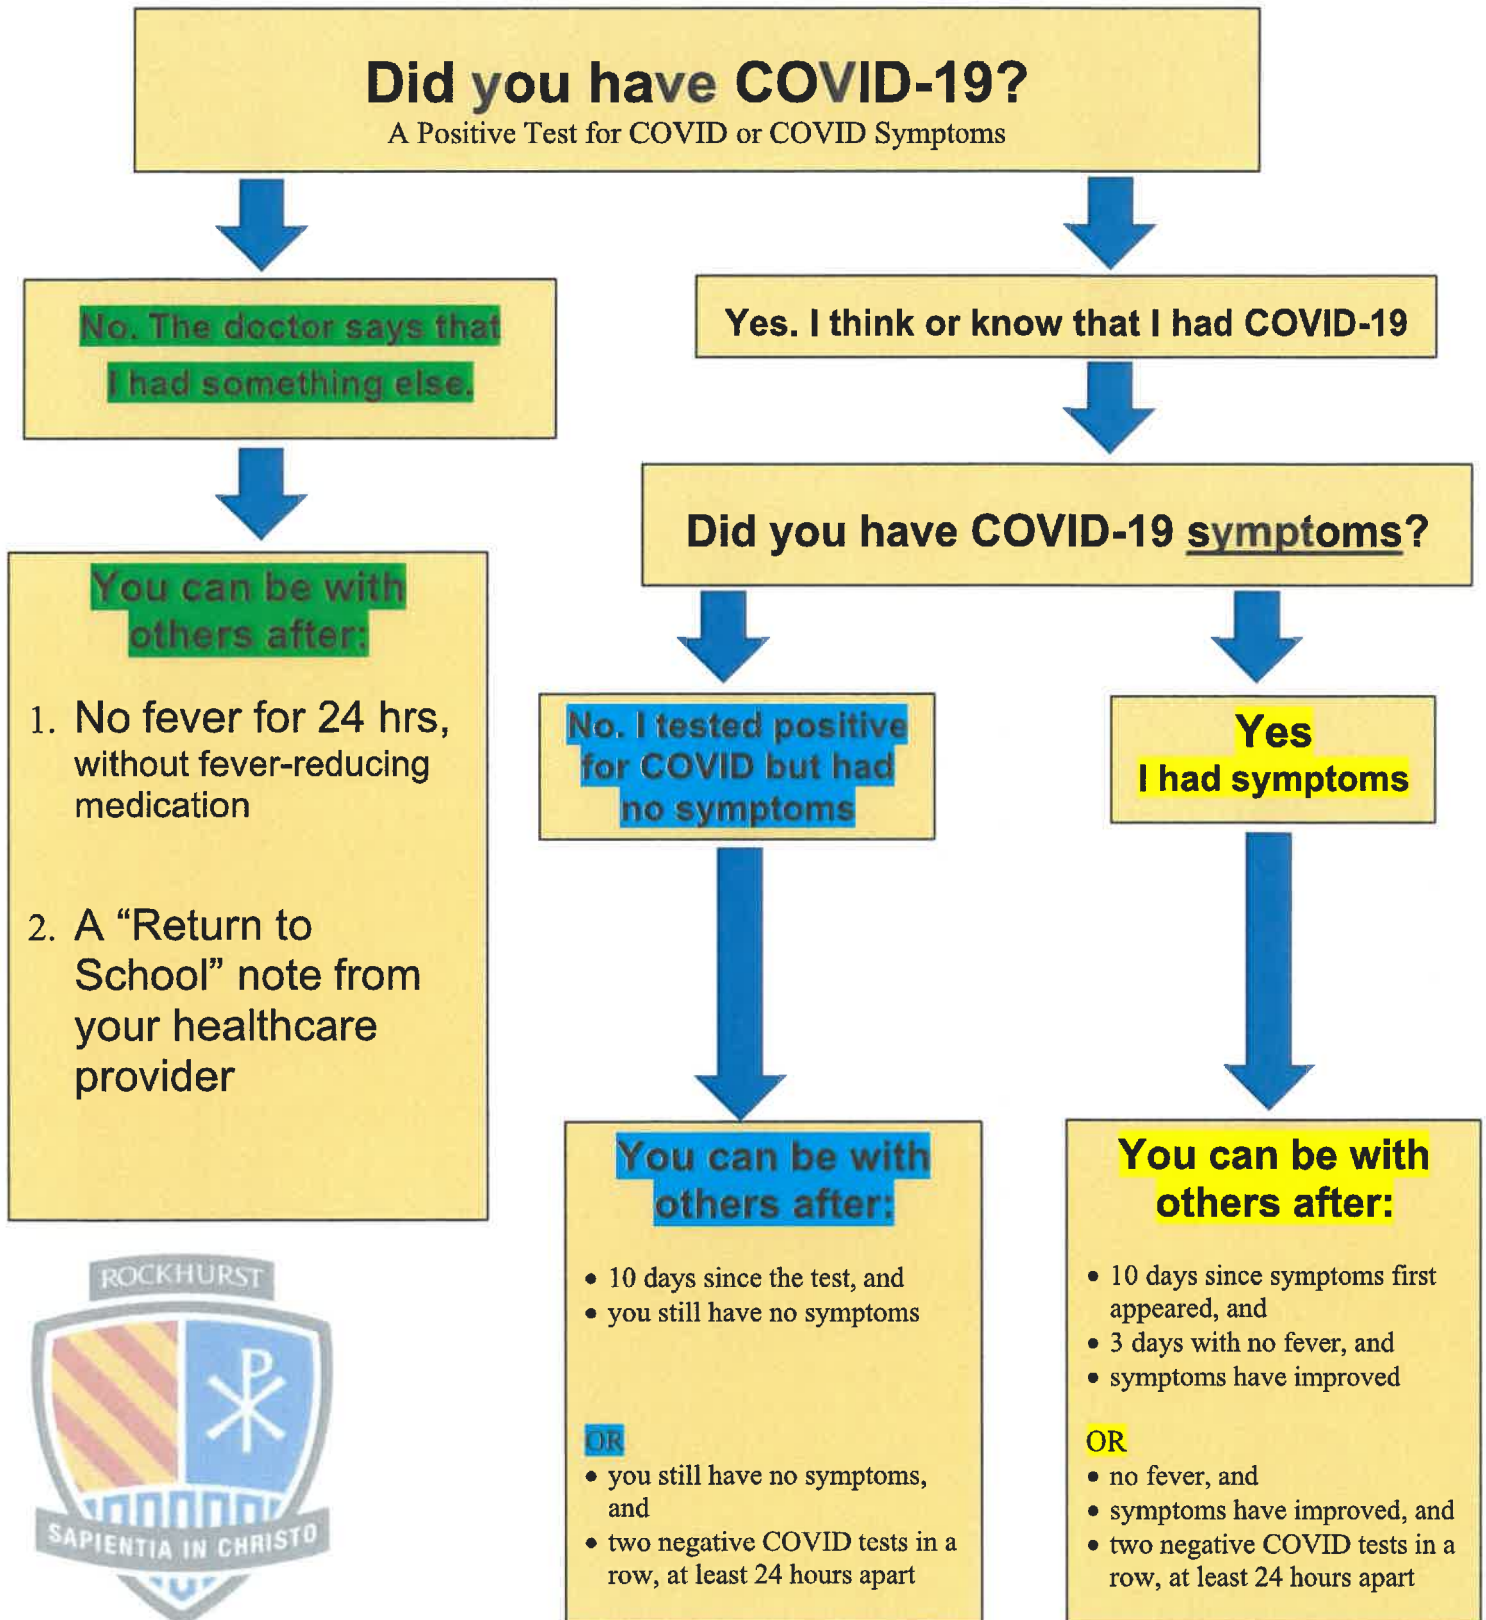 Did you have COVID-19?
A Positive Test for COVID or COVID Symptoms
No. The doctor says that
I had something else.
Yes. I think or know that I had COVID-19
Did you have COVID-19 symptoms?
You can be with
others after:
1. No fever for 24 hrs,
without fever-reducing
medication
2. A “Return to
School” note from
your healthcare
provider
No. I tested positive
for COVID but had
no symptoms
Yes
I had symptoms
You can be with
others after:
• 10 days since the test, and
• you still have no symptoms
OR
• you still have no symptoms,
and
• two negative COVID tests in a
row, at least 24 hours apart
You can be with
others after:
• 10 days since symptoms first
appeared, and
• 3 days with no fever, and
• symptoms have improved
OR
• no fever, and
• symptoms have improved, and
• two negative COVID tests in a
row, at least 24 hours apart
ROCKHURST
SAPIENTIA IN CHRISTO